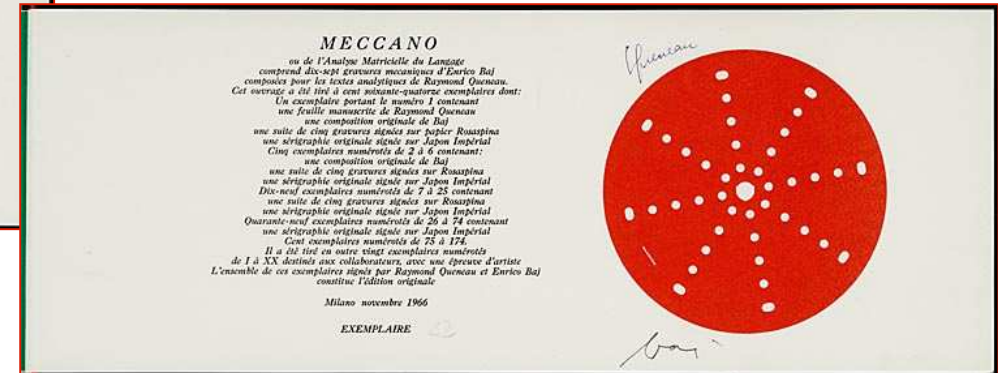 MECCANO
ou de l'Analyse Matricielle du Langage
comprend dix-sept gravures mecaniques d'Enrico Baj
composées pour les textes analytiques de Raymond Queneau.
Cet ouvrage a été tiré à cent soixante-quatorze exemplaires dont:
Un exemplaire portant le numéro 1 contenant
une feuille manuscrite de Raymond Queneau
une composition originale de Baj
une suite de cinq gravures signées sur papier Rosaspina
une sérigraphie originale signée sur Japon Impérial
Cinq exemplaires numérotés de 2 à 6 contenant:
une composition originale de Baj
une suite de cinq gravures signées sur Rosaspina
une sérigraphie originale signée sur Japon Impérial
Dix-neuf exemplaires numérotés de 7 à 25 contenant
une suite de cinq gravures signées sur Rosaspina
une sérigraphie originale signée sur Japon Impérial
Quarante-neuf exemplaires numérotés de 26 à 74 contenant
une sérigraphie originale signée sur Japon Impérial
Cent exemplaires numérotés de 75 à 174.
Il a été tiré en outre vingt exemplaires numérotés
de I à XX destinés aux collaborateurs, avec une épreuve d'artiste
L'ensemble de ces exemplaires signés par Raymond Queneau et Enrico Baj
constitue l'édition originale
Milano novembre 1966
EXEMPLAIRE
Queneau
baj